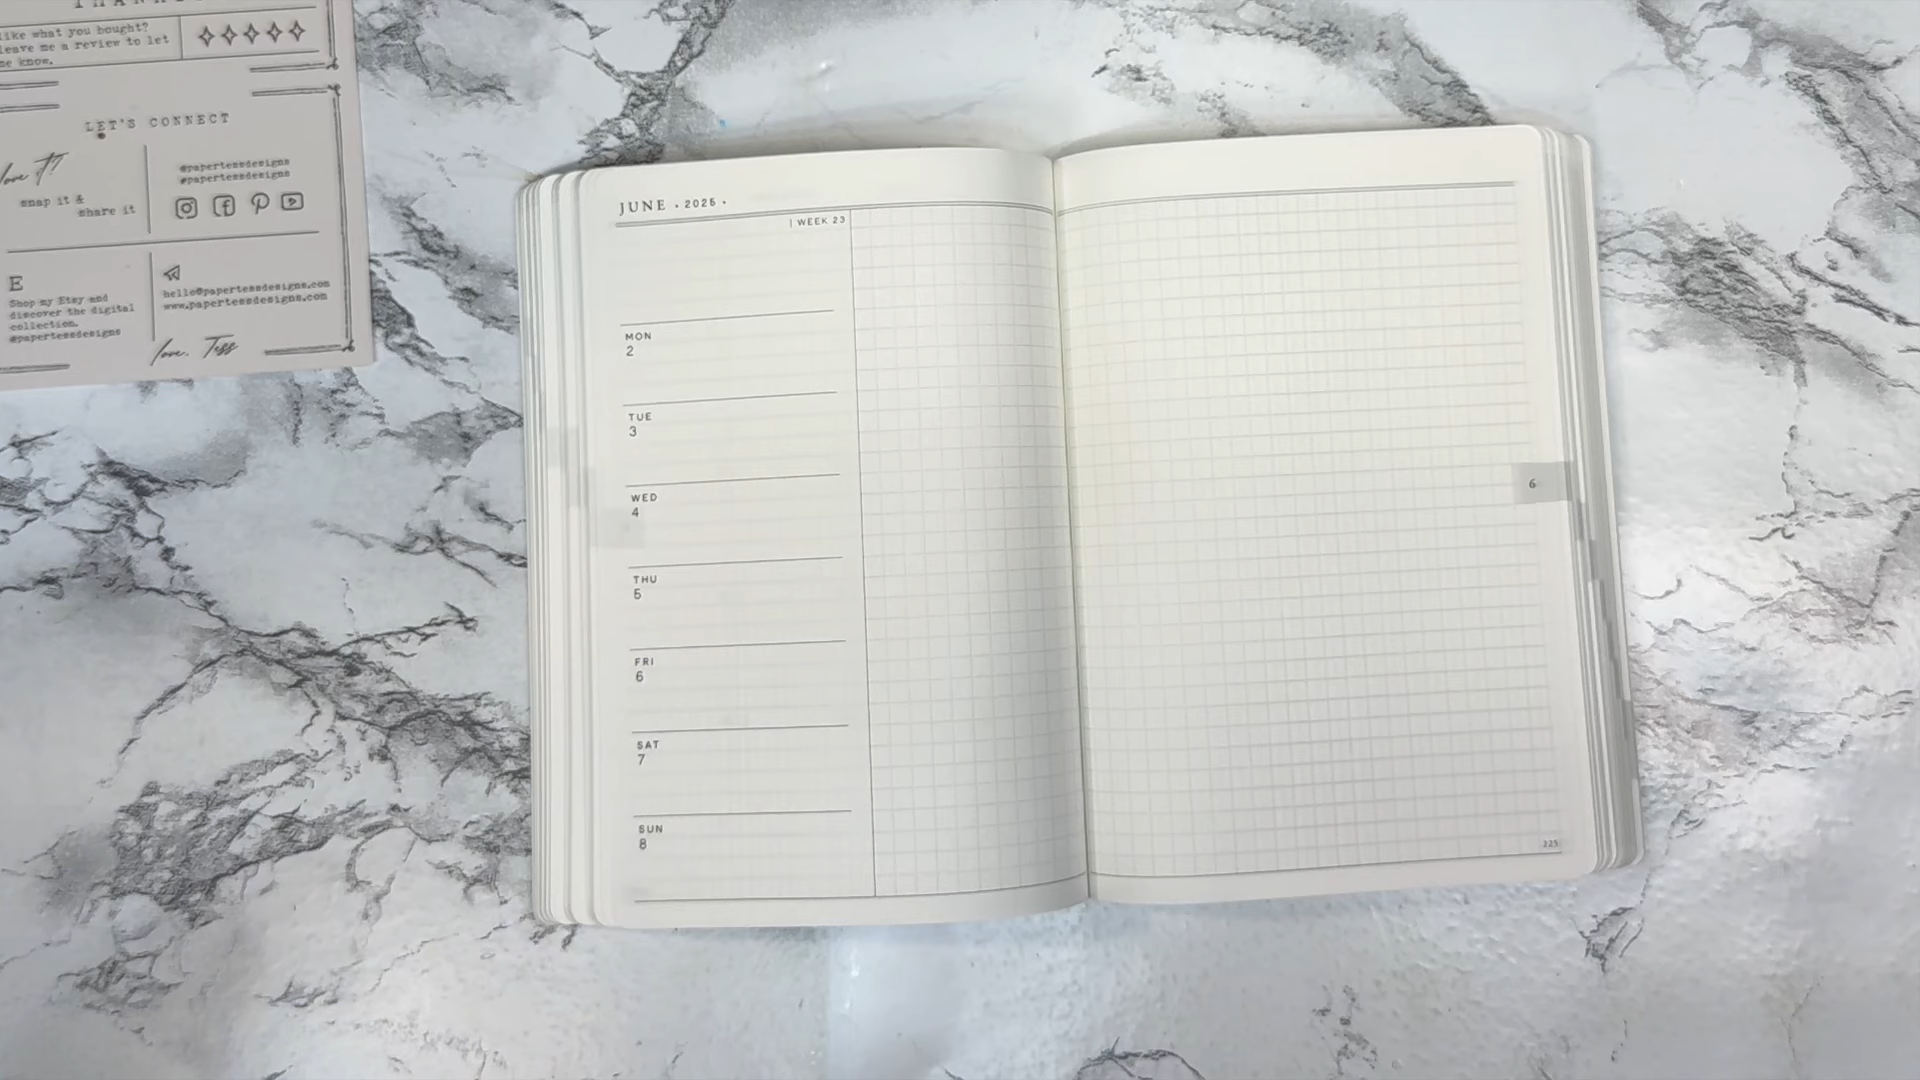 like what you bought?
leave me a review to let
me know.
LET'S CONNECT
love it?
snap it &
share it
@papertessdesigns
#papertessdesigns
E
Shop my Etsy and
discover the digital
collection.
@papertessdesigns
hello@papertessdesigns.com
www.papertessdesigns.com
love, Tess
JUNE • 2025 •
| WEEK 23
MON
2
TUE
3
WED
4
THU
5
FRI
6
SAT
7
SUN
8
6
225